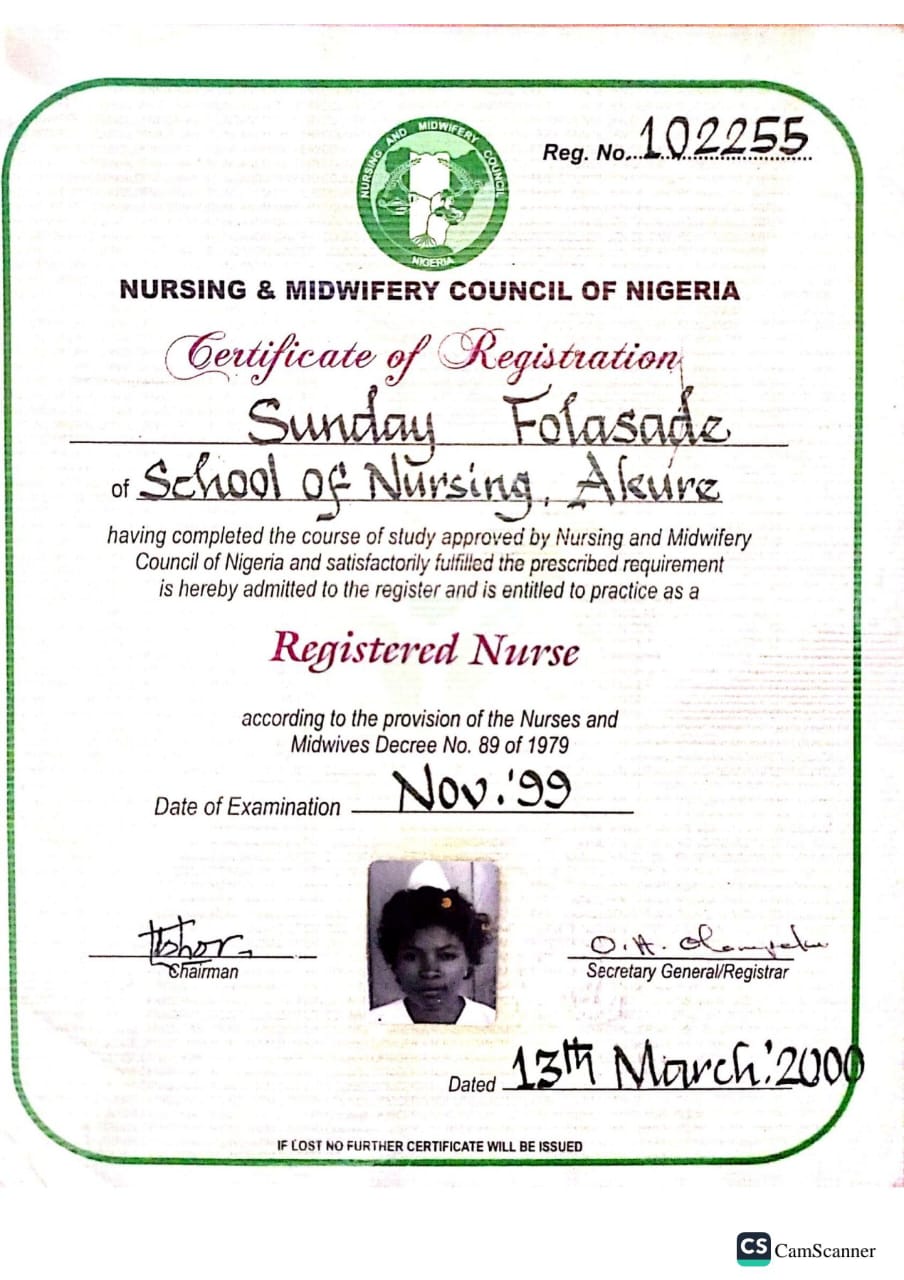 NURSING AND MIDWIFERY COUNCIL
NIGERIA
Reg. No. 102255
NURSING & MIDWIFERY COUNCIL OF NIGERIA
Certificate of Registration
Sunday Folasade
of School of Nursing, Akure
having completed the course of study approved by Nursing and Midwifery
Council of Nigeria and satisfactorily fulfilled the prescribed requirement
is hereby admitted to the register and is entitled to practice as a
Registered Nurse
according to the provision of the Nurses and
Midwives Decree No. 89 of 1979
Date of Examination Nov. '99
Chairman
O.A.
Secretary General/Registrar
Dated 13th March.' 2000
IF LOST NO FURTHER CERTIFICATE WILL BE ISSUED
CS CamScanner